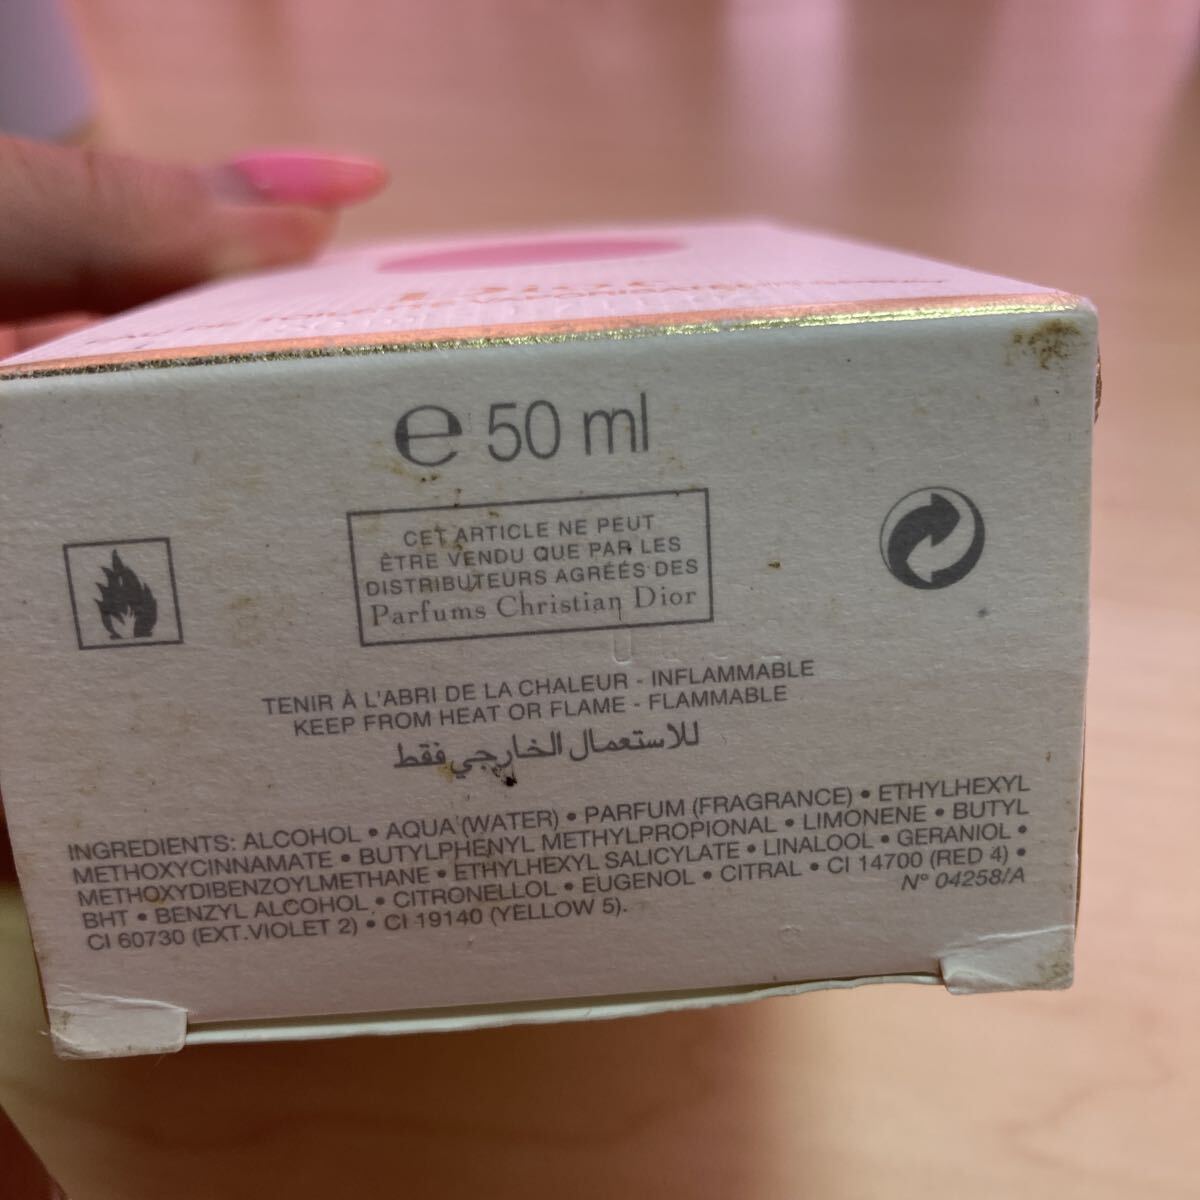 Dior
℮ 50 ml
CET ARTICLE NE PEUT
ÊTRE VENDU QUE PAR LES
DISTRIBUTEURS AGRÉÉS DES
Parfums Christian Dior
TENIR À L'ABRI DE LA CHALEUR - INFLAMMABLE
KEEP FROM HEAT OR FLAME - FLAMMABLE
للاستعمال الخارجي فقط
INGREDIENTS: ALCOHOL • AQUA (WATER) • PARFUM (FRAGRANCE) • ETHYLHEXYL
METHOXYCINNAMATE • BUTYLPHENYL METHYLPROPIONAL • LIMONENE • BUTYL
METHOXYDIBENZOYLMETHANE • ETHYLHEXYL SALICYLATE • LINALOOL • GERANIOL •
BHT • BENZYL ALCOHOL • CITRONELLOL • EUGENOL • CITRAL • CI 14700 (RED 4) •
CI 60730 (EXT.VIOLET 2) • CI 19140 (YELLOW 5).
N° 04258/A